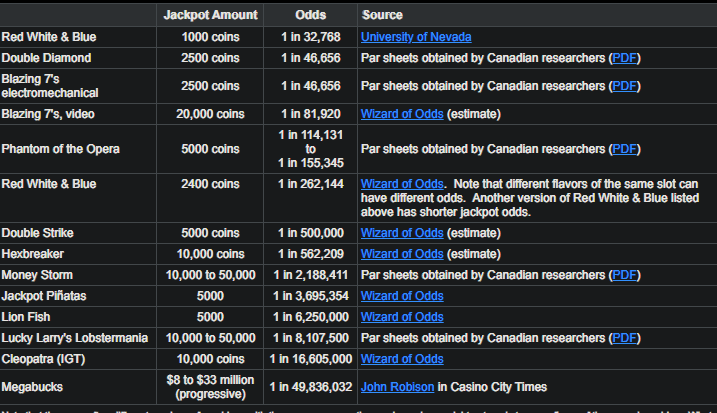 Jackpot Amount Odds Source
Red White & Blue 1000 coins 1 in 32,768 University of Nevada
Double Diamond 2500 coins 1 in 46,656 Par sheets obtained by Canadian researchers (PDF)
Blazing 7's
electromechanical 2500 coins 1 in 46,656 Par sheets obtained by Canadian researchers (PDF)
Blazing 7's, video 20,000 coins 1 in 81,920 Wizard of Odds (estimate)
Phantom of the Opera 5000 coins 1 in 114,131
to
1 in 155,345 Par sheets obtained by Canadian researchers (PDF)
Red White & Blue 2400 coins 1 in 262,144 Wizard of Odds. Note that different flavors of the same slot can
have different odds. Another version of Red White & Blue listed
above has shorter jackpot odds.
Double Strike 5000 coins 1 in 500,000 Wizard of Odds (estimate)
Hexbreaker 10,000 coins 1 in 562,209 Wizard of Odds (estimate)
Money Storm 10,000 to 50,000 1 in 2,188,411 Par sheets obtained by Canadian researchers (PDF)
Jackpot Piñatas 5000 1 in 3,695,354 Wizard of Odds
Lion Fish 5000 1 in 6,250,000 Wizard of Odds
Lucky Larry's Lobstermania 10,000 to 50,000 1 in 8,107,500 Par sheets obtained by Canadian researchers (PDF)
Cleopatra (IGT) 10,000 coins 1 in 16,605,000 Wizard of Odds
Megabucks $8 to $33 million
(progressive) 1 in 49,836,032 John Robison in Casino City Times